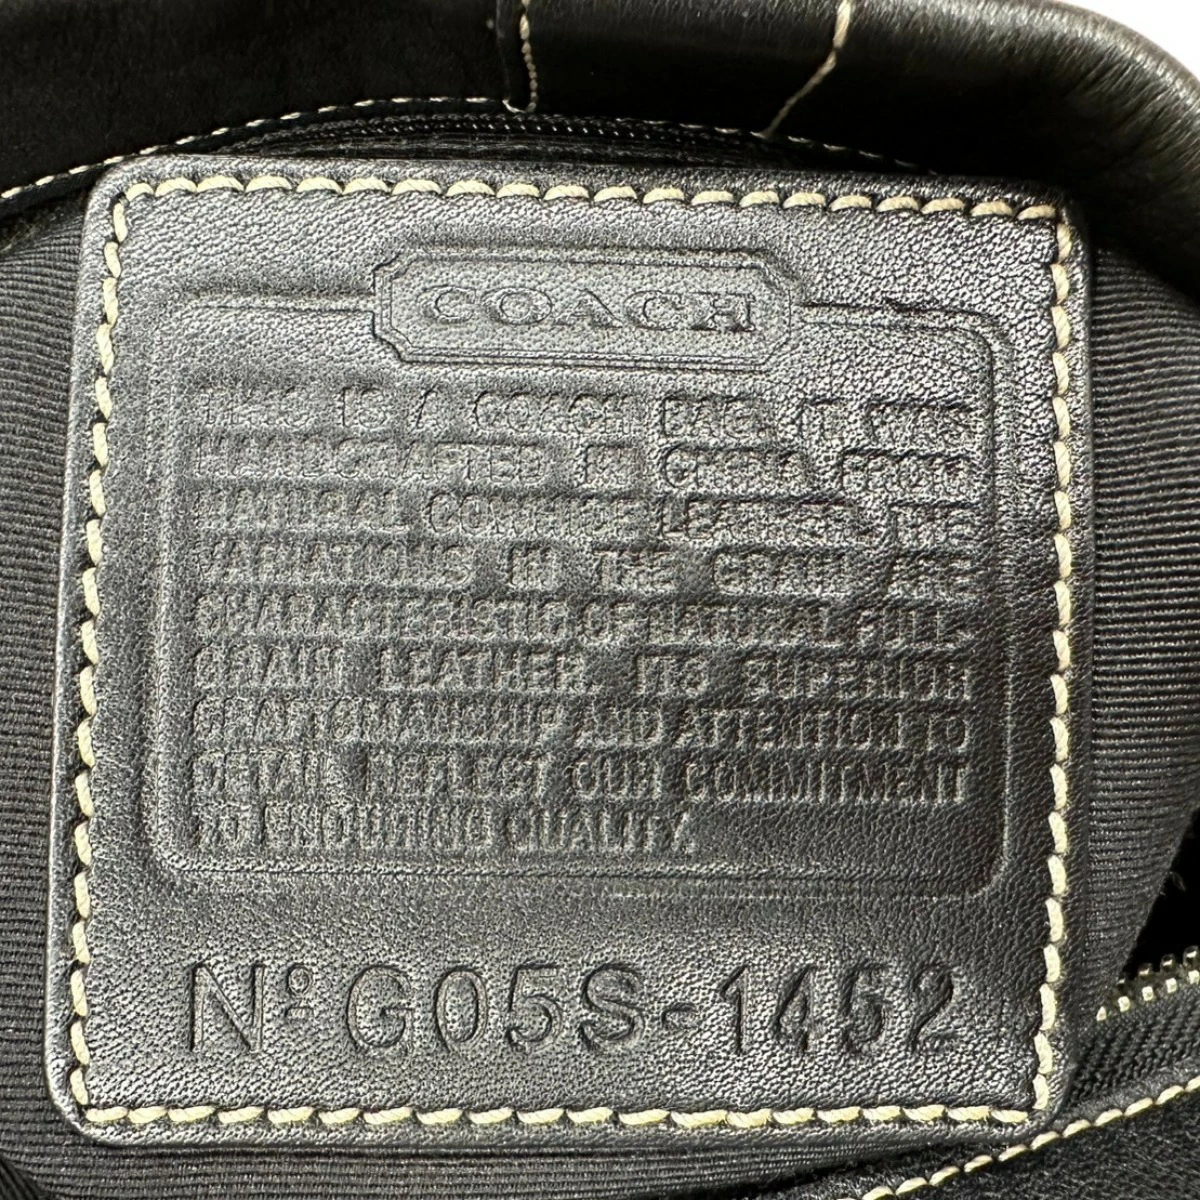 COACH
THIS IS A COACH BAG. IT WAS
HANDCRAFTED IN CHINA FROM
NATURAL COWHIDE LEATHER. THE
VARIATIONS IN THE GRAIN ARE
CHARACTERISTIC OF NATURAL FULL-
GRAIN LEATHER. ITS SUPERIOR
CRAFTSMANSHIP AND ATTENTION TO
DETAIL REFLECT OUR COMMITMENT
TO ENDURING QUALITY.
Nº G05S-1452